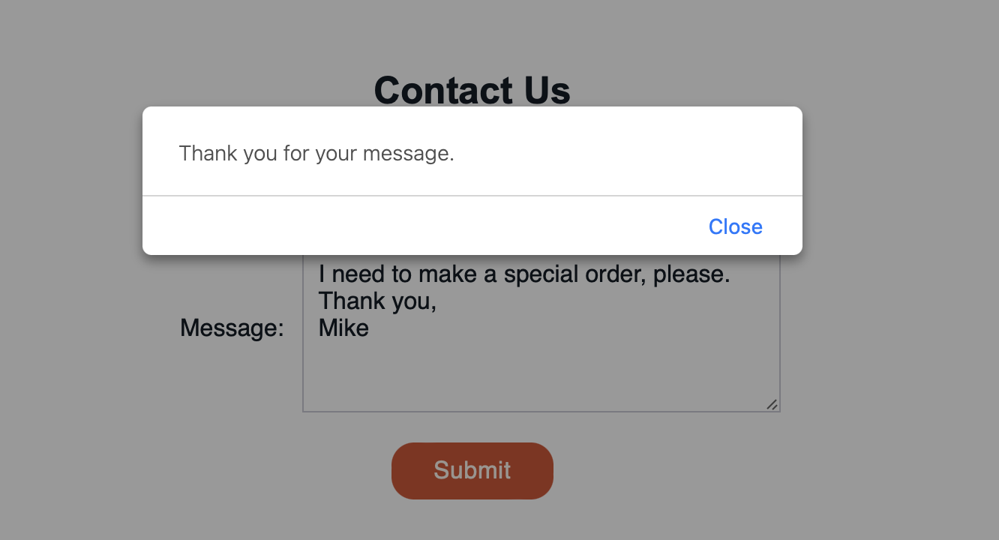 Contact Us
Thank you for your message.
Close
I need to make a special order, please.
Thank you,
Mike
Message:
Submit